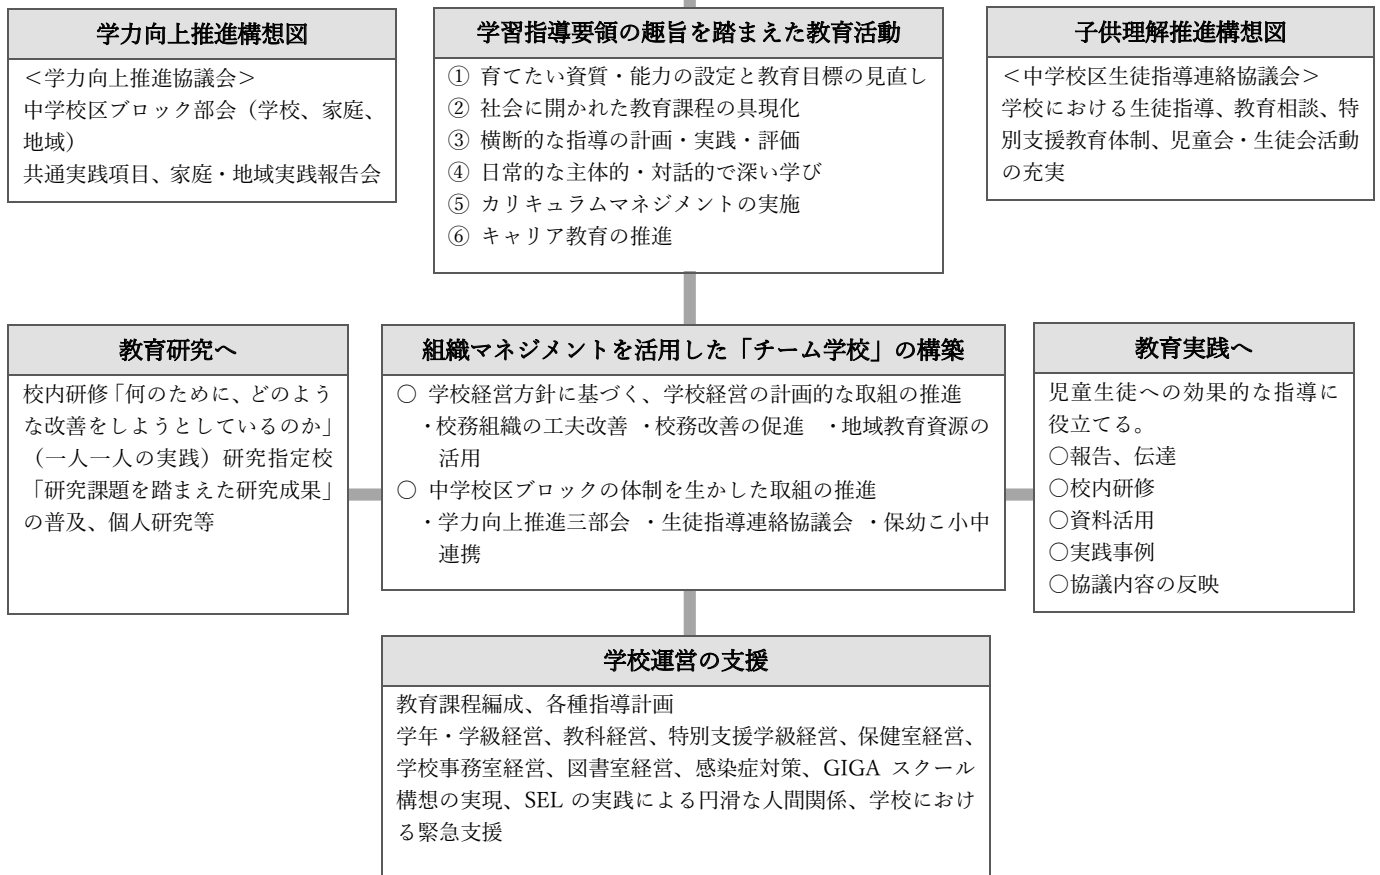 学力向上推進構想図
＜学力向上推進協議会＞
中学校区ブロック部会（学校、家庭、
地域）
共通実践項目、家庭・地域実践報告会
学習指導要領の趣旨を踏まえた教育活動
① 育てたい資質・能力の設定と教育目標の見直し
② 社会に開かれた教育課程の具現化
③ 横断的な指導の計画・実践・評価
④ 日常的な主体的・対話的で深い学び
⑤ カリキュラムマネジメントの実施
⑥ キャリア教育の推進
子供理解推進構想図
＜中学校区生徒指導連絡協議会＞
学校における生徒指導、教育相談、特
別支援教育体制、児童会・生徒会活動
の充実
教育研究へ
校内研修「何のために、どのよう
な改善をしようとしているのか」
（一人一人の実践）研究指定校
「研究課題を踏まえた研究成果」
の普及、個人研究等
組織マネジメントを活用した「チーム学校」の構築
○ 学校経営方針に基づく、学校経営の計画的な取組の推進
・校務組織の工夫改善 ・校務改善の促進 ・地域教育資源の
活用
○ 中学校区ブロックの体制を生かした取組の推進
・学力向上推進三部会 ・生徒指導連絡協議会 ・保幼こ小中
連携
教育実践へ
児童生徒への効果的な指導に
役立てる。
○報告、伝達
○校内研修
○資料活用
○実践事例
○協議内容の反映
学校運営の支援
教育課程編成、各種指導計画
学年・学級経営、教科経営、特別支援学級経営、保健室経営、
学校事務室経営、図書室経営、感染症対策、GIGA スクール
構想の実現、SEL の実践による円滑な人間関係、学校におけ
る緊急支援